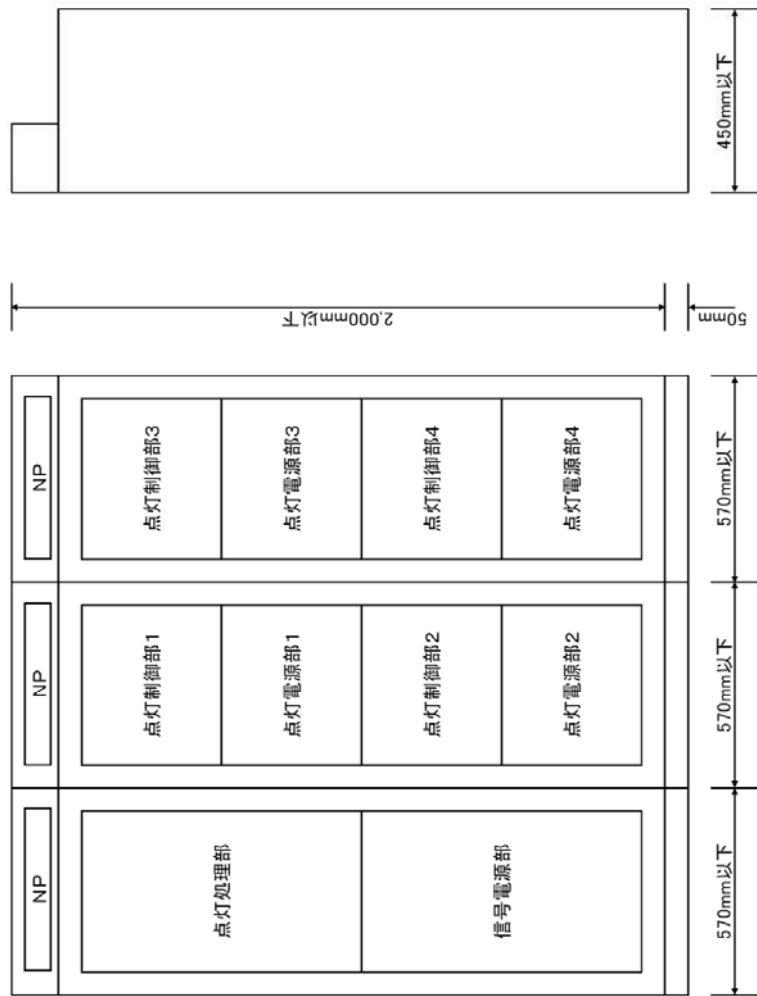 NP
NP
NP
点灯処理部
信号電源部
点灯制御部1
点灯電源部1
点灯制御部2
点灯電源部2
点灯制御部3
点灯電源部3
点灯制御部4
点灯電源部4
570mm以下
570mm以下
570mm以下
2,000mm以下
50mm
450mm以下